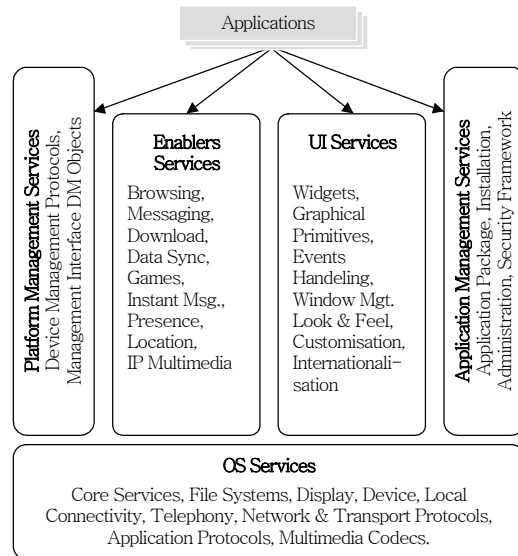 Applications
Platform Management Services
Device Management Protocols,
Management Interface DM Objects
Enablers
Services
Browsing,
Messaging,
Download,
Data Sync,
Games,
Instant Msg.,
Presence,
Location,
IP Multimedia
UI Services
Widgets,
Graphical
Primitives,
Events
Handeling,
Window Mgt.
Look & Feel,
Customisation,
Internationali-
sation
Application Management Services
Application Package, Installation,
Administration, Security Framework
OS Services
Core Services, File Systems, Display, Device, Local
Connectivity, Telephony, Network & Transport Protocols,
Application Protocols, Multimedia Codecs.